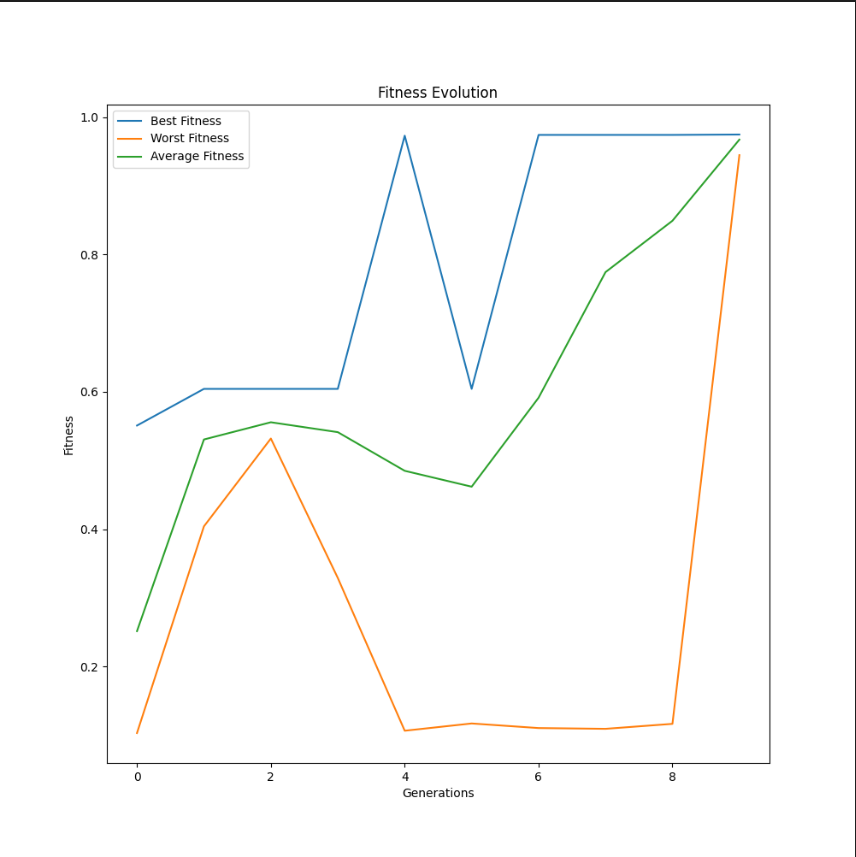 Fitness Evolution
Best Fitness
Worst Fitness
Average Fitness
1.0
0.8
0.6
0.4
0.2
Fitness
0 2 4 6 8
Generations